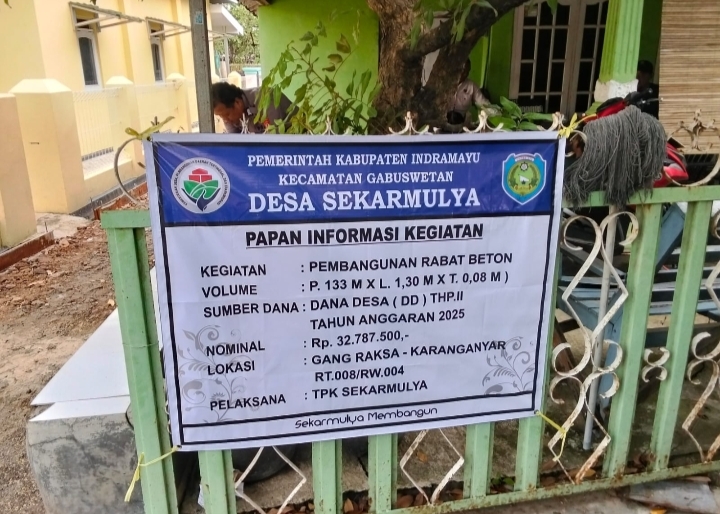 PEMERINTAH KABUPATEN INDRAMAYU
KECAMATAN GABUSWETAN
DESA SEKARMULYA
PAPAN INFORMASI KEGIATAN
KEGIATAN : PEMBANGUNAN RABAT BETON
VOLUME : P. 133 M X L. 1,30 M X T. 0,08 M )
SUMBER DANA : DANA DESA ( DD ) THP.II
TAHUN ANGGARAN 2025
NOMINAL : Rp. 32.787.500,-
LOKASI : GANG RAKSA - KARANGANYAR
RT.008/RW.004
PELAKSANA : TPK SEKARMULYA
Sekarmulya Membangun